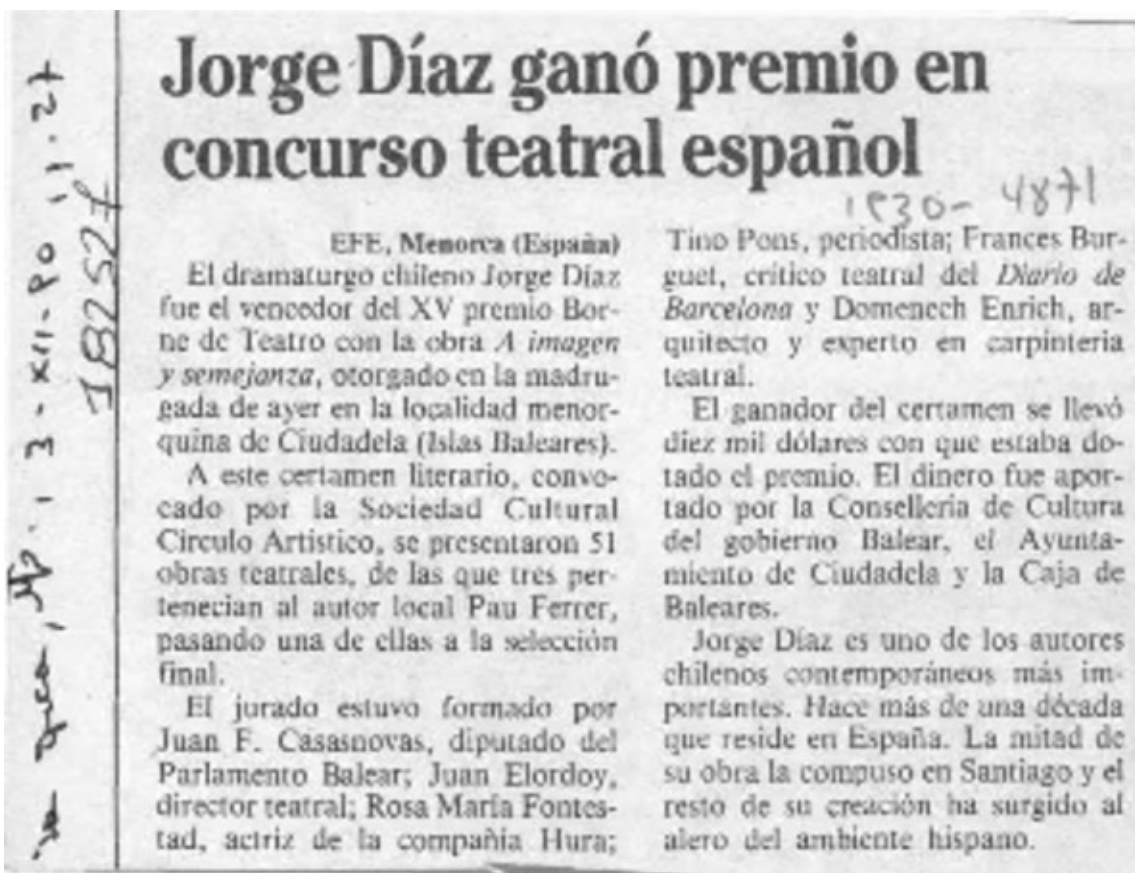 Jorge Díaz ganó premio en
concurso teatral español
1930- 4871
EFE, Menorca (España)
El dramaturgo chileno Jorge Díaz
fue el vencedor del XV premio Bor-
ne de Teatro con la obra A imagen
y semejanza, otorgado en la madru-
gada de ayer en la localidad menor-
quina de Ciudadela (Islas Baleares).
A este certamen literario, convo-
cado por la Sociedad Cultural
Círculo Artístico, se presentaron 51
obras teatrales, de las que tres per-
tenecían al autor local Pau Ferrer,
pasando una de ellas a la selección
final.
El jurado estuvo formado por
Juan F. Casasnovas, diputado del
Parlamento Balear; Juan Elordoy,
director teatral; Rosa María Fontes-
tad, actriz de la compañía Hura;
Tino Pons, periodista; Frances Bur-
guet, crítico teatral del Diario de
Barcelona y Domenech Enrich, ar-
quitecto y experto en carpintería
teatral.
El ganador del certamen se llevó
diez mil dólares con que estaba do-
tado el premio. El dinero fue apor-
tado por la Conselleria de Cultura
del gobierno Balear, el Ayunta-
miento de Ciudadela y la Caja de
Baleares.
Jorge Díaz es uno de los autores
chilenos contemporáneos más im-
portantes. Hace más de una década
que reside en España. La mitad de
su obra la compuso en Santiago y el
resto de su creación ha surgido al
alero del ambiente hispano.